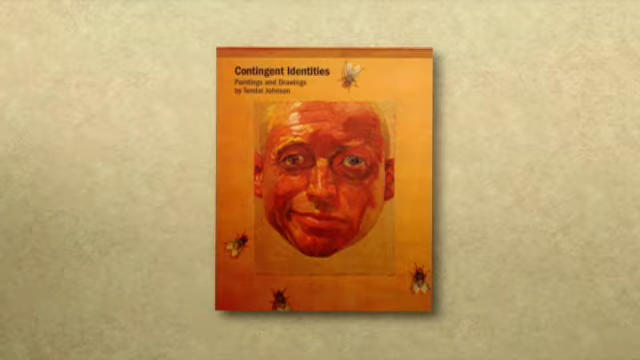 Contingent Identities
Paintings and Drawings
by Tendai Johnson